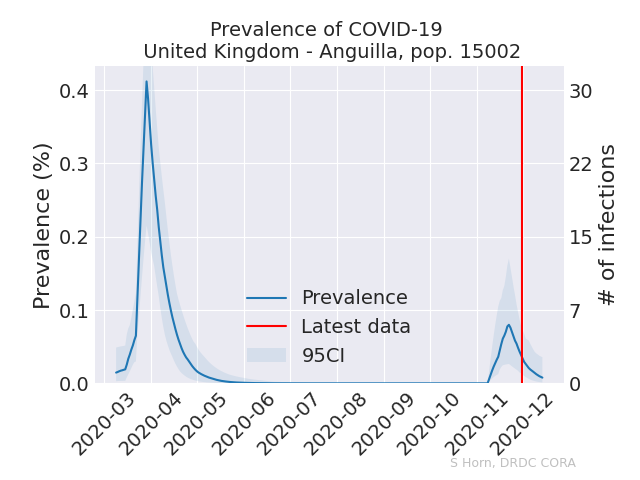 Prevalence of COVID-19
United Kingdom - Anguilla, pop. 15002
Prevalence (%)
0.4
0.3
0.2
0.1
0.0
30
22
15
7
0
# of infections
Prevalence
Latest data
95CI
2020-03
2020-04
2020-05
2020-06
2020-07
2020-08
2020-09
2020-10
2020-11
2020-12
S Horn, DRDC CORA